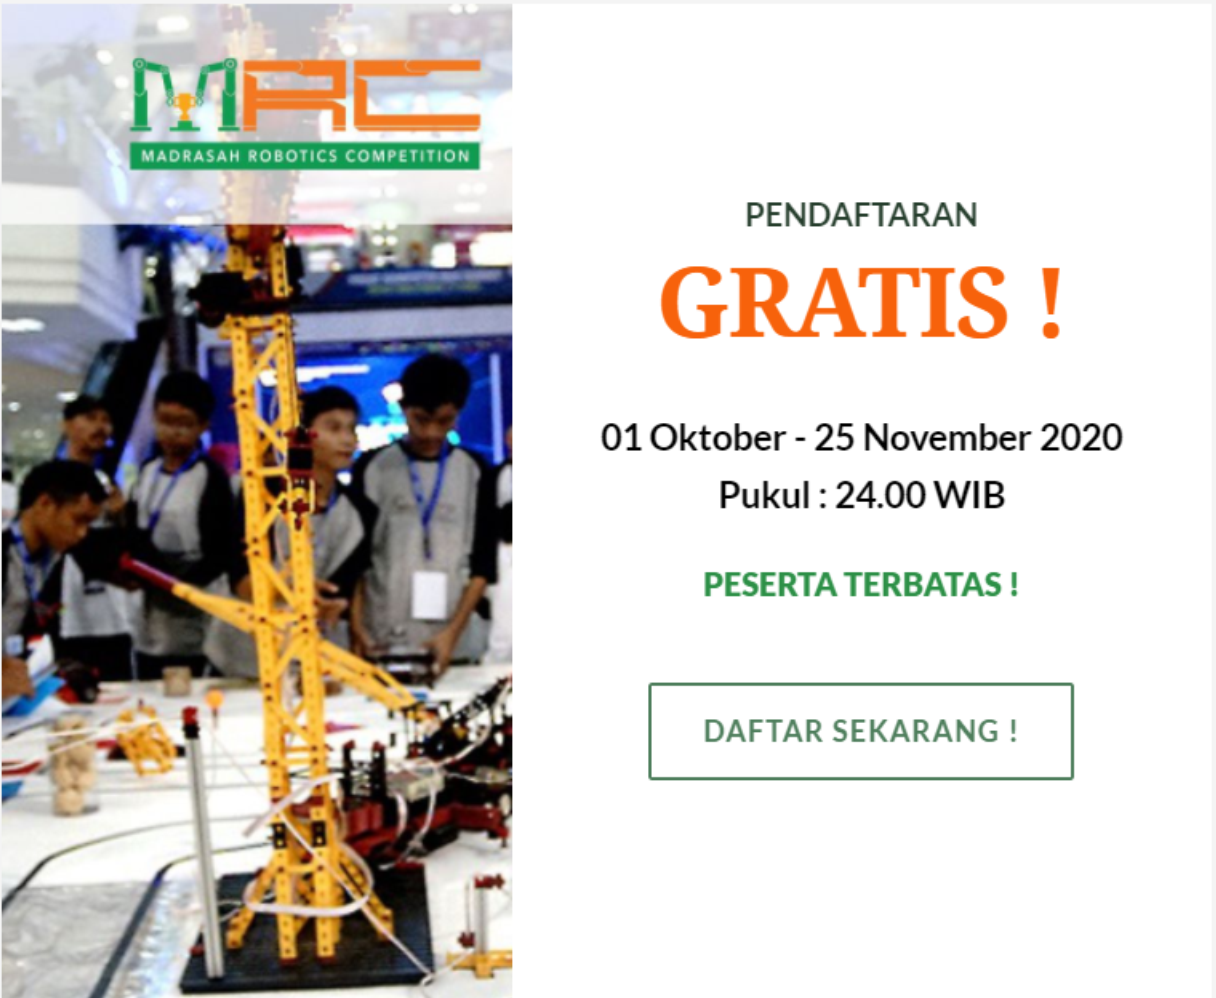 MRC
MADRASAH ROBOTICS COMPETITION
PENDAFTARAN
GRATIS !
01 Oktober - 25 November 2020
Pukul : 24.00 WIB
PESERTA TERBATAS !
DAFTAR SEKARANG !